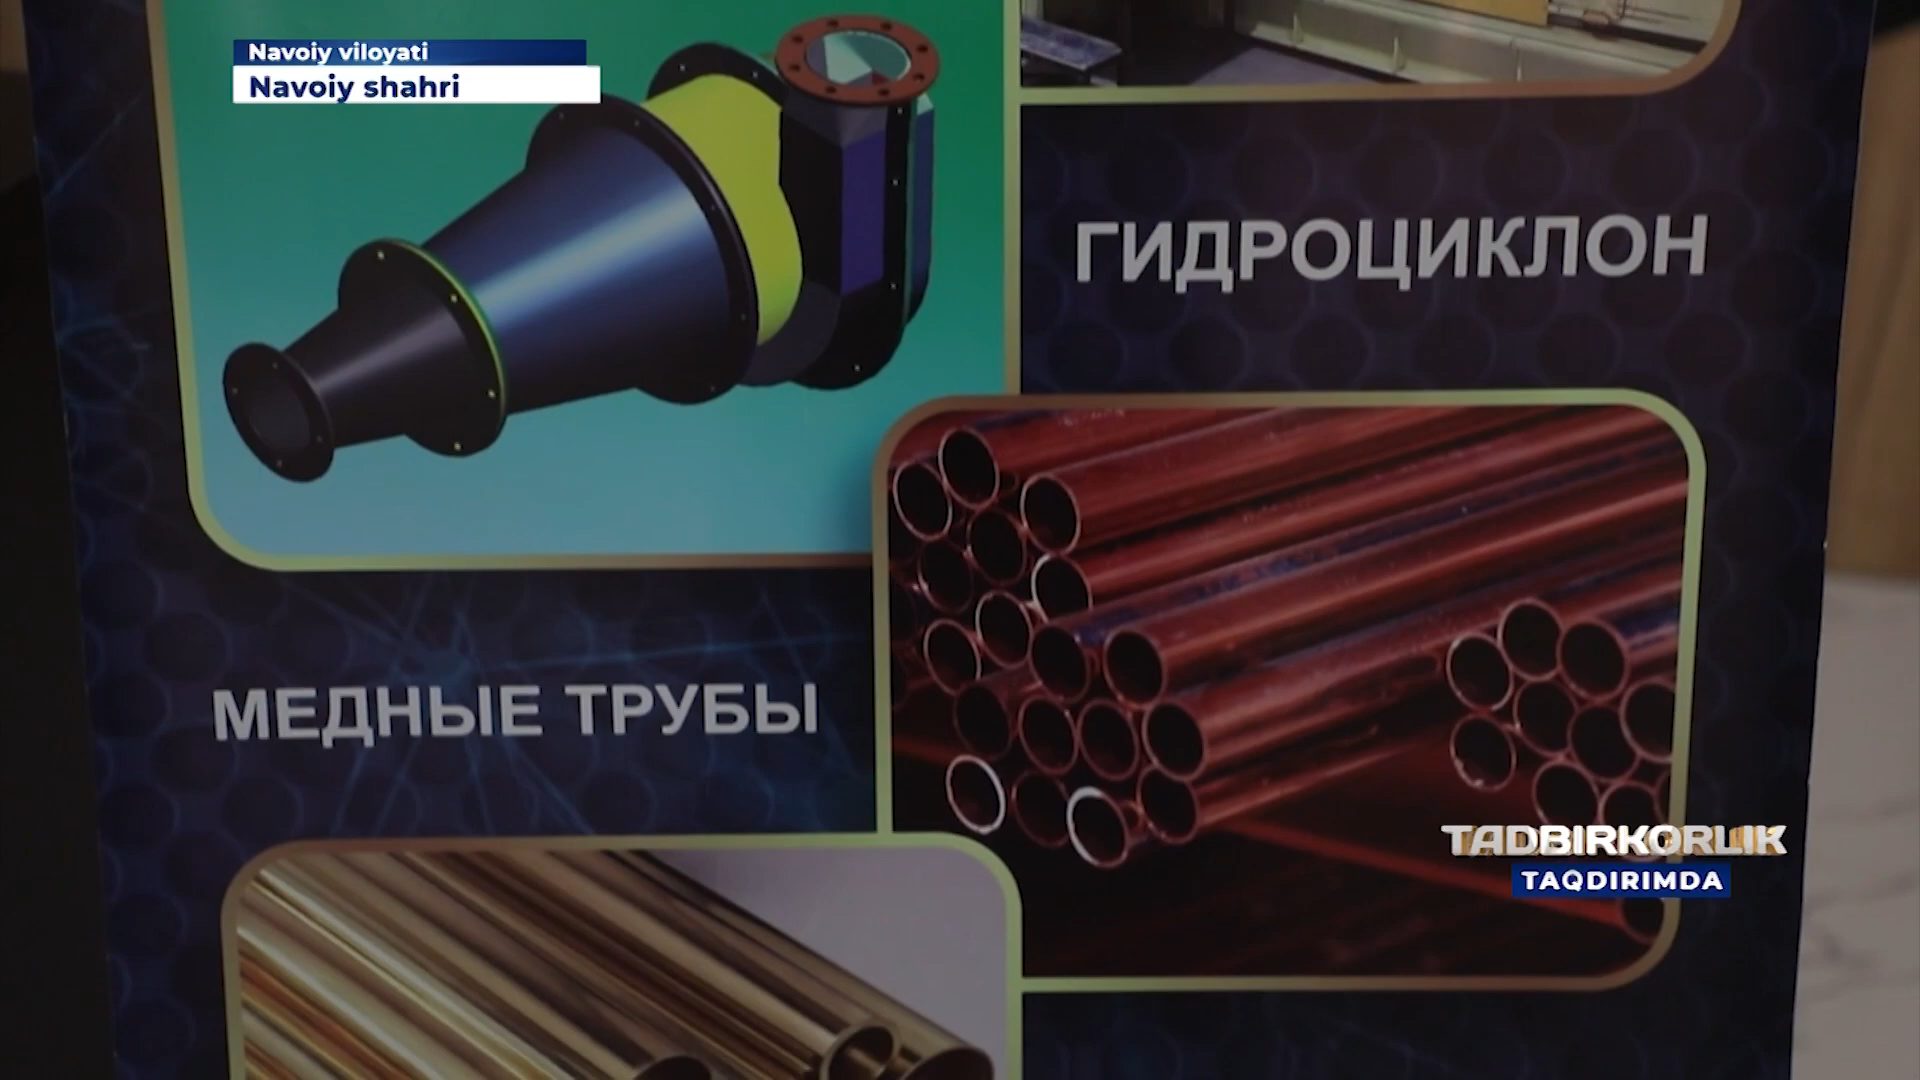 Navoiy viloyati
Navoiy shahri
ГИДРОЦИКЛОН
МЕДНЫЕ ТРУБЫ
TADBIRKORLIK
TAQDIRIMDA